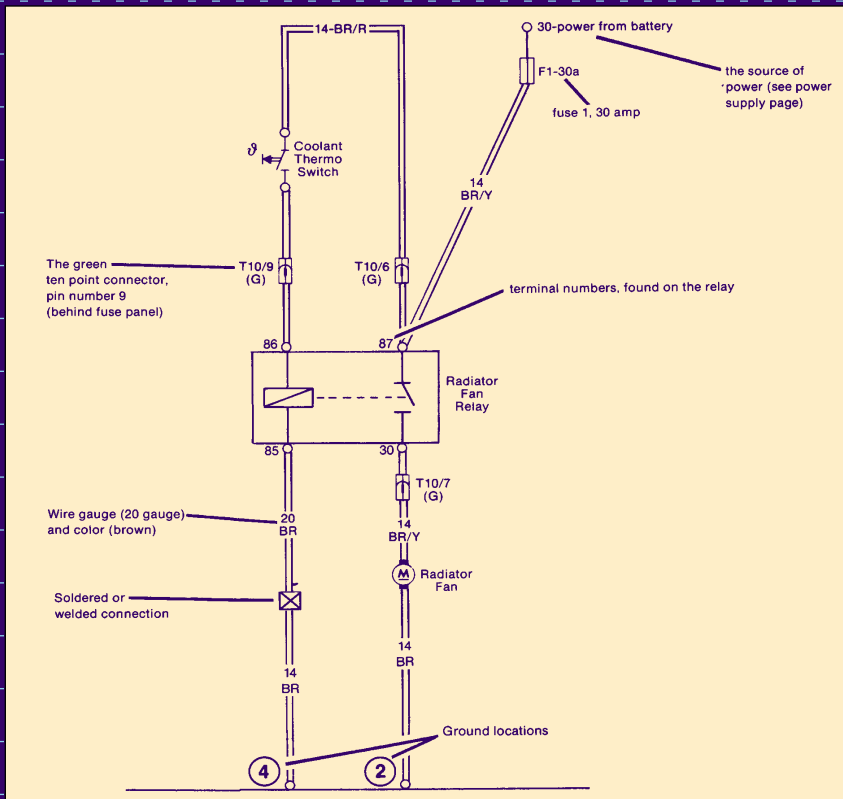 14-BR/R
30-power from battery
F1-30a
the source of
power (see power
supply page)
fuse 1, 30 amp
ϑ
Coolant
Thermo
Switch
14
BR/Y
The green
ten point connector,
pin number 9
(behind fuse panel)
T10/9
(G)
T10/6
(G)
terminal numbers, found on the relay
86
87
Radiator
Fan
Relay
85
30
T10/7
(G)
Wire gauge (20 gauge)
and color (brown)
20
BR
14
BR/Y
M
Radiator
Fan
Soldered or
welded connection
14
BR
14
BR
Ground locations
4
2